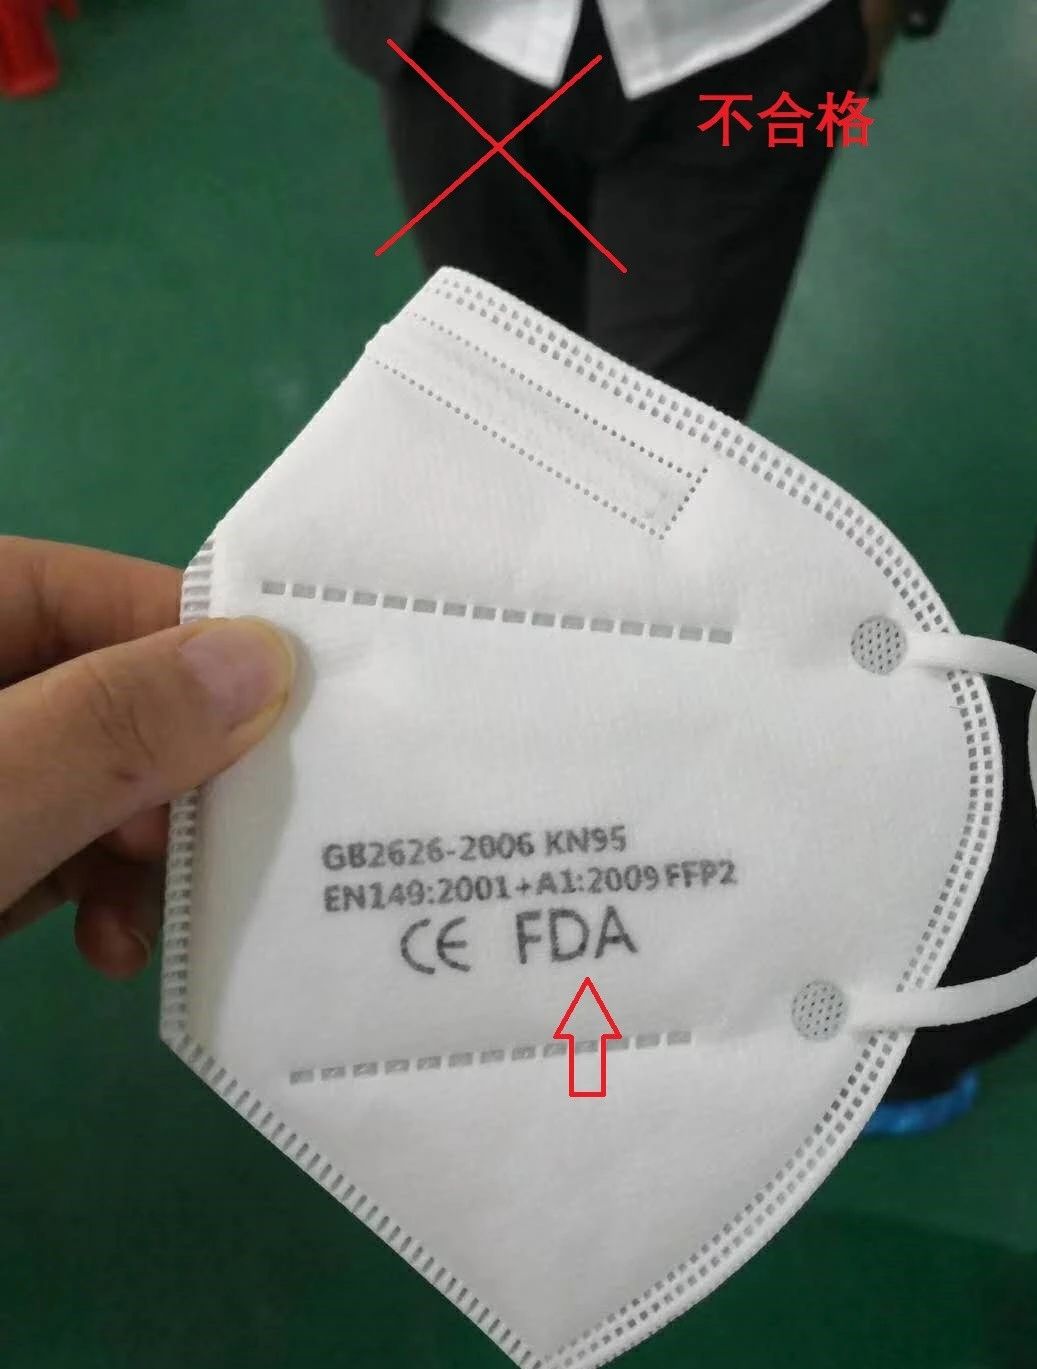 不合格
GB2626-2006 KN95
EN149:2001+A1:2009 FFP2
CE FDA